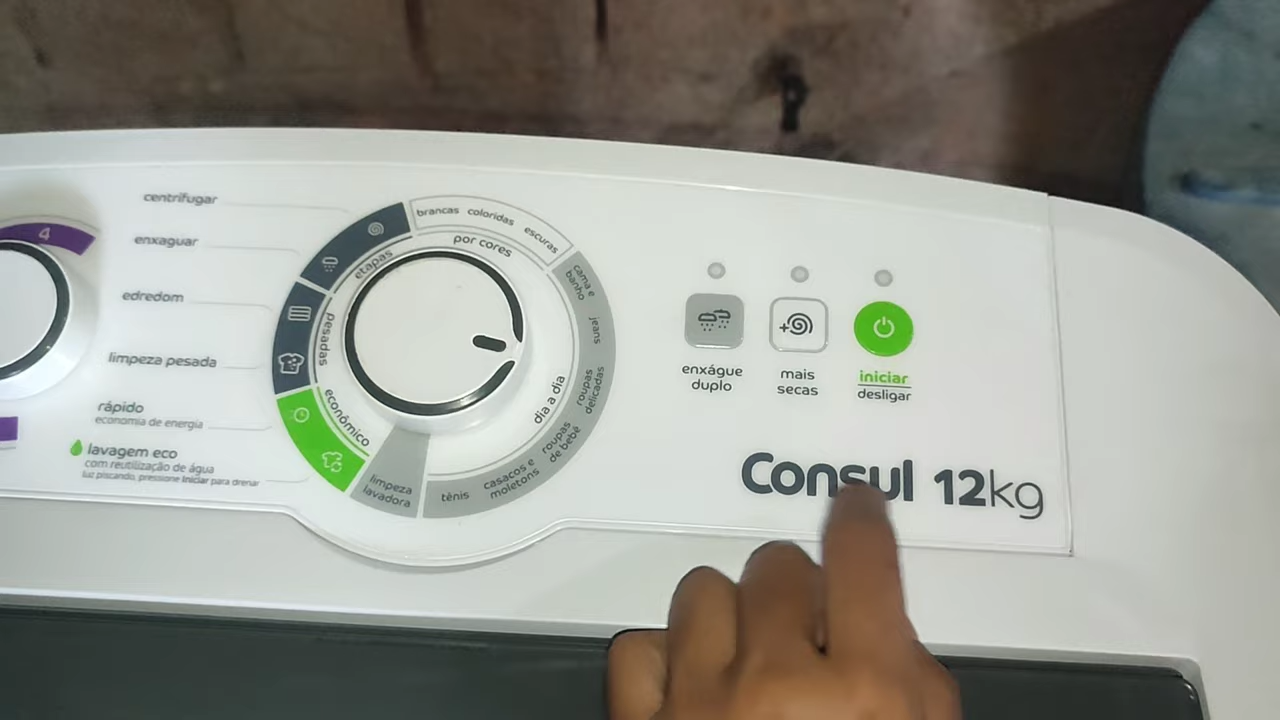 4
centrifugar
enxaguar
edredom
limpeza pesada
rápido
economia de energia
lavagem eco
com reutilização de água
luz piscando, pressione Iniciar para drenar
etapas
pesadas
econômico
limpeza
lavadora
brancas coloridas escuras
por cores
cama e
banho
jeans
roupas
delicadas
roupas
de bebê
casacos e
moletons
tênis
dia a dia
enxágue
duplo
mais
secas
iniciar
desligar
Consul 12kg